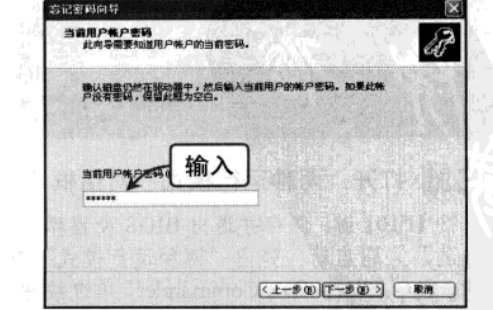 忘记密码向导
当前用户帐户密码
此向导需要知道用户帐户的当前密码。
确认磁盘仍然在驱动器中，然后输入当前用户的帐户密码。如果此帐
户没有密码，保留此框为空白。
当前用户帐户密码(
输入
******
<上一步(B)
下一步(N)>
取消